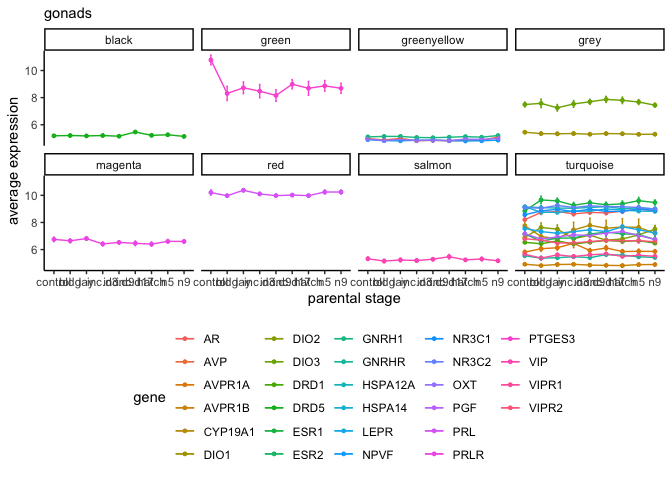 gonads
black green greenyellow grey
10
8
6
average expression
magenta red salmon turquoise
10
8
6
parental stage
gene
AR DIO2 GNRH1 NR3C1 PTGES3
AVP DIO3 GNRHR NR3C2 VIP
AVPR1A DRD1 HSPA12A OXT VIPR1
AVPR1B DRD5 HSPA14 PGF VIPR2
CYP19A1 ESR1 LEPR PRL
DIO1 ESR2 NPVF PRLR